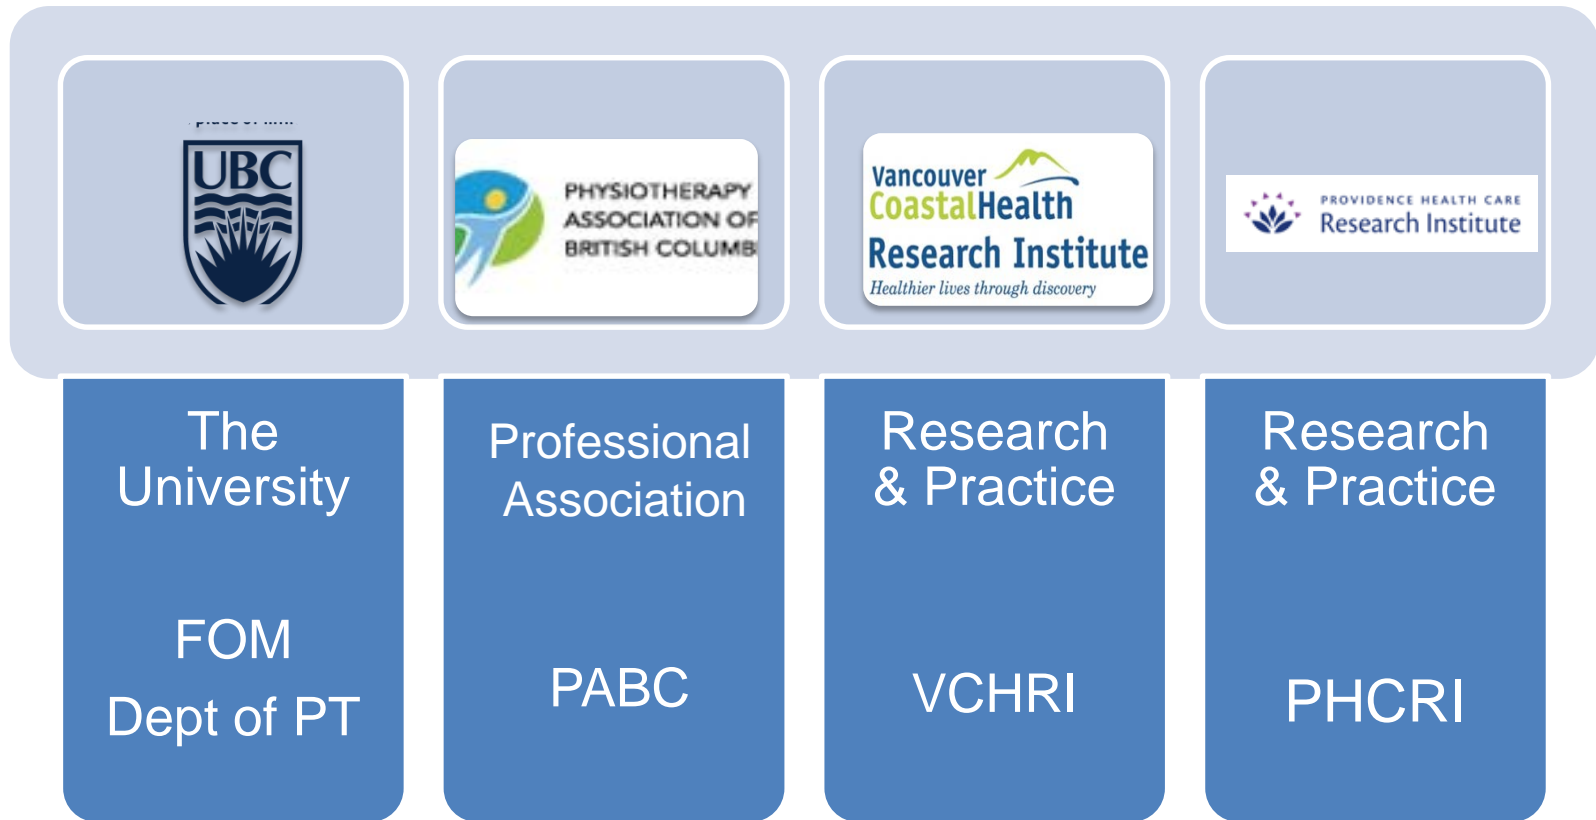 UBC
PHYSIOTHERAPY
ASSOCIATION OF
BRITISH COLUMB
Vancouver
CoastalHealth
Research Institute
Healthier lives through discovery
PROVIDENCE HEALTH CARE
Research Institute
The
University
FOM
Dept of PT
Professional
Association
PABC
Research
& Practice
VCHRI
Research
& Practice
PHCRI